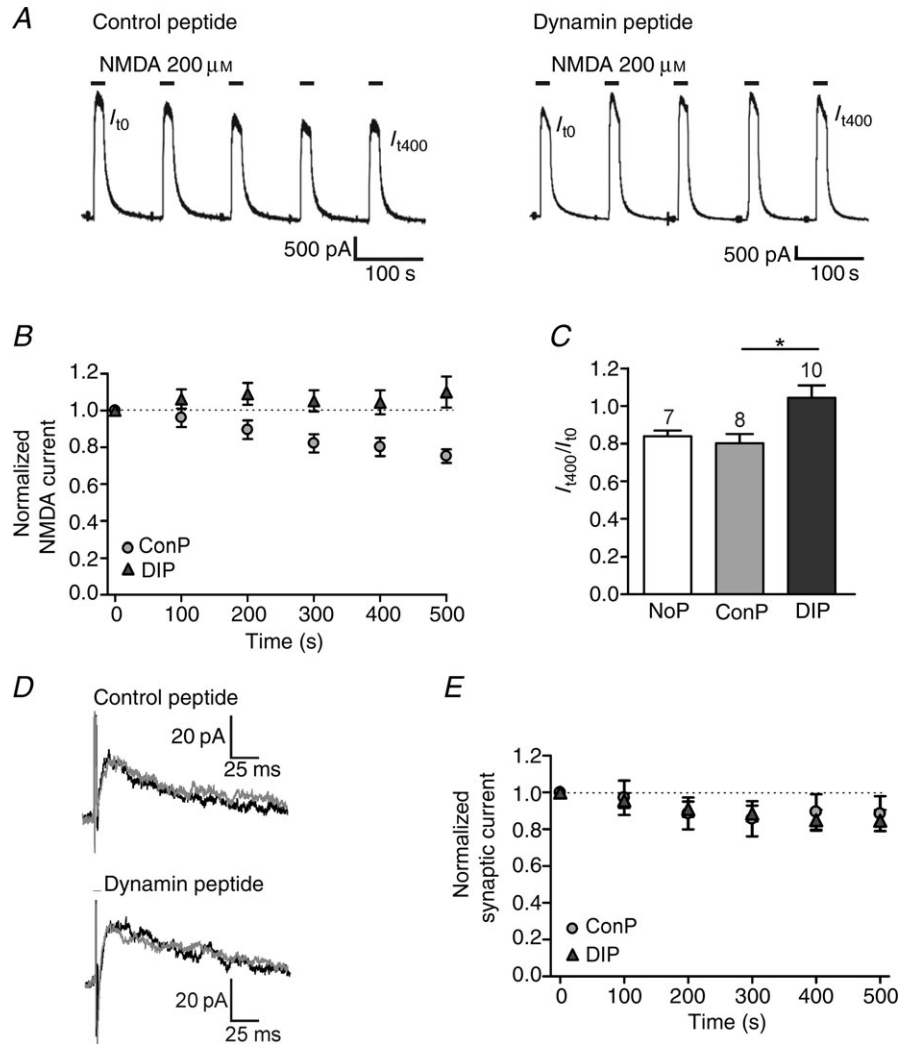 A
Control peptide
NMDA 200 μM
It0
It400
500 pA
100 s
Dynamin peptide
NMDA 200 μM
It0
It400
500 pA
100 s
B
Normalized
NMDA current
1.2
1.0
0.8
0.6
0.4
0.2
0.0
ConP
DIP
0 100 200 300 400 500
Time (s)
C
It400/It0
1.2
1.0
0.8
0.6
0.4
0.2
0.0
*
7 8 10
NoP ConP DIP
D
Control peptide
20 pA
25 ms
Dynamin peptide
20 pA
25 ms
E
Normalized
synaptic current
1.2
1.0
0.8
0.6
0.4
0.2
0.0
ConP
DIP
0 100 200 300 400 500
Time (s)